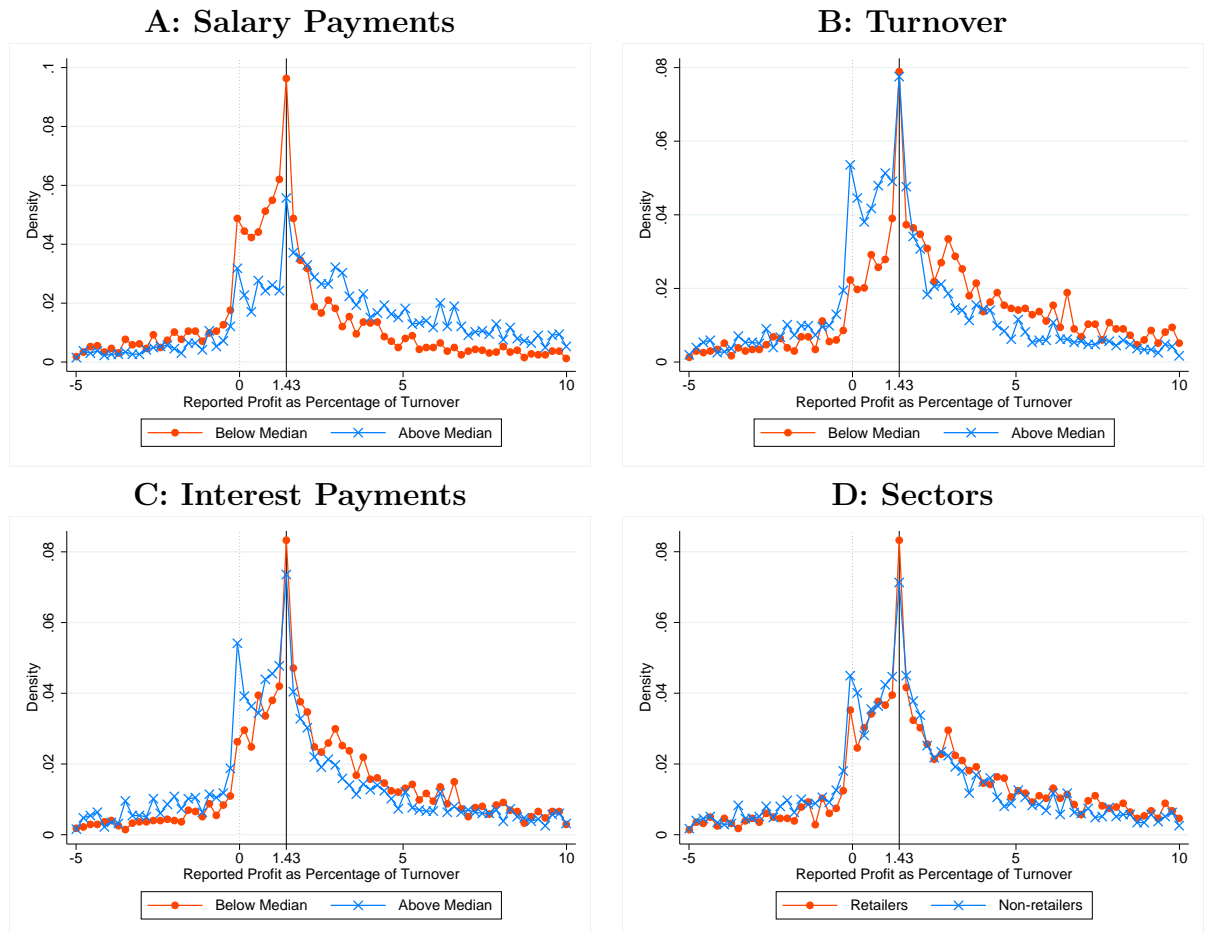 A: Salary Payments
.1
.08
.06
.04
.02
0
Density
-5
0
1.43
5
10
Reported Profit as Percentage of Turnover
Below Median
Above Median
B: Turnover
.08
.06
.04
.02
0
Density
-5
0
1.43
5
10
Reported Profit as Percentage of Turnover
Below Median
Above Median
C: Interest Payments
.08
.06
.04
.02
0
Density
-5
0
1.43
5
10
Reported Profit as Percentage of Turnover
Below Median
Above Median
D: Sectors
.08
.06
.04
.02
0
Density
-5
0
1.43
5
10
Reported Profit as Percentage of Turnover
Retailers
Non-retailers